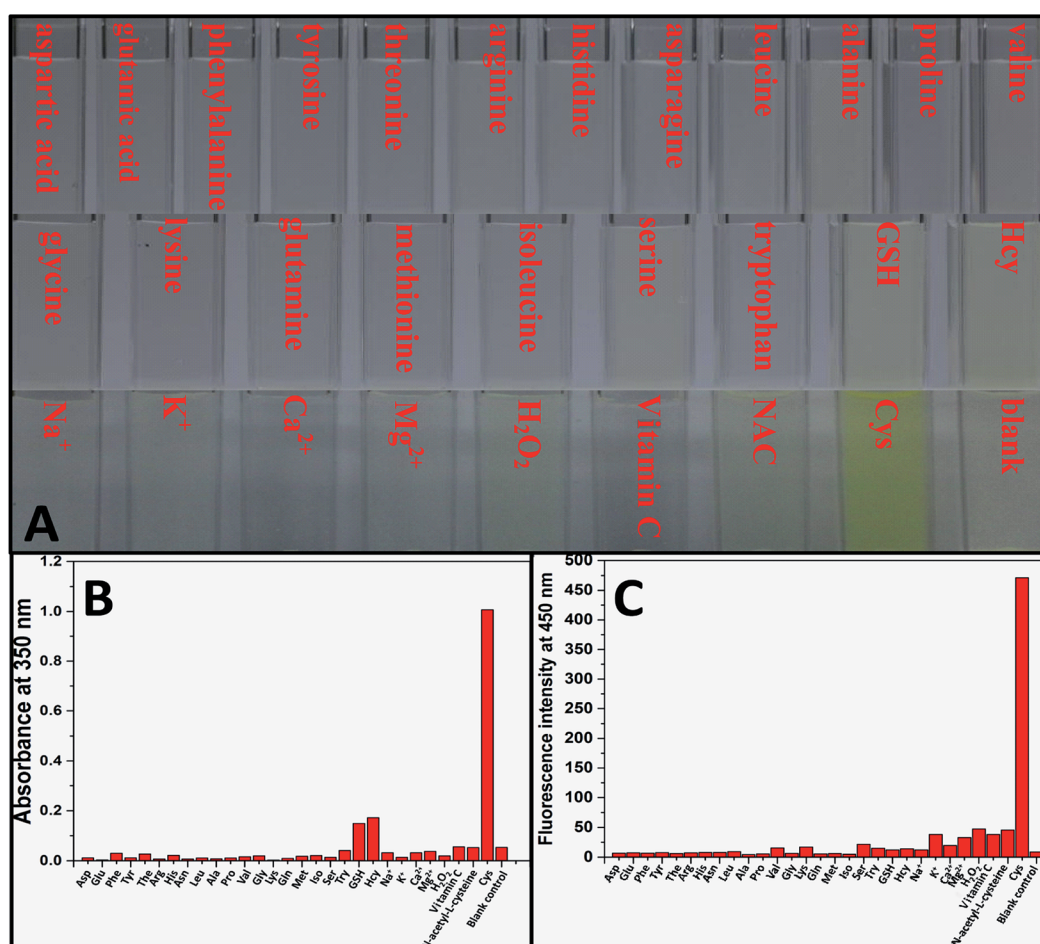 aspartic acid
glutamic acid
phenylalanine
tyrosine
threonine
arginine
histidine
asparagine
leucine
alanine
proline
valine
glycine
lysine
glutamine
methionine
isoleucine
serine
tryptophan
GSH
Hcy
Na⁺
K⁺
Ca²⁺
Mg²⁺
H₂O₂
Vitamin C
NAC
Cys
blank
A
B
Absorbance at 350 nm
1.2
1.0
0.8
0.6
0.4
0.2
0.0
Asp
Glu
Phe
Tyr
The
Arg
His
Asn
Leu
Ala
Pro
Val
Gly
Lys
Gln
Met
Iso
Ser
Try
GSH
Hcy
Na⁺
K⁺
Ca²⁺
Mg²⁺
H₂O₂
Vitamin C
-acetyl-L-cysteine
Cys
Blank control
C
Fluorescence intensity at 450 nm
500
450
400
350
300
250
200
150
100
50
0
Asp
Glu
Phe
Tyr
The
Arg
His
Asn
Leu
Ala
Pro
Val
Gly
Lys
Gln
Met
Iso
Ser
Try
GSH
Hcy
Na⁺
K⁺
Ca²⁺
Mg²⁺
H₂O₂
Vitamin C
N-acetyl-L-cysteine
Cys
Blank control